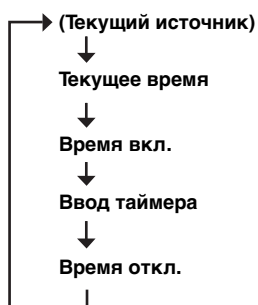 (Текущий источник)
Текущее время
Время вкл.
Ввод таймера
Время откл.